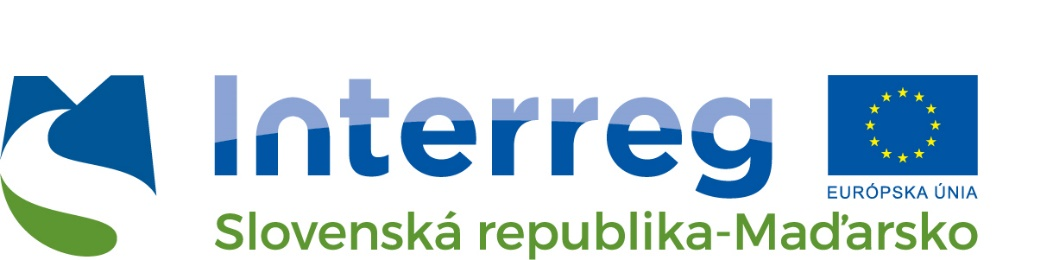 Interreg
EURÓPSKA ÚNIA
Slovenská republika-Maďarsko